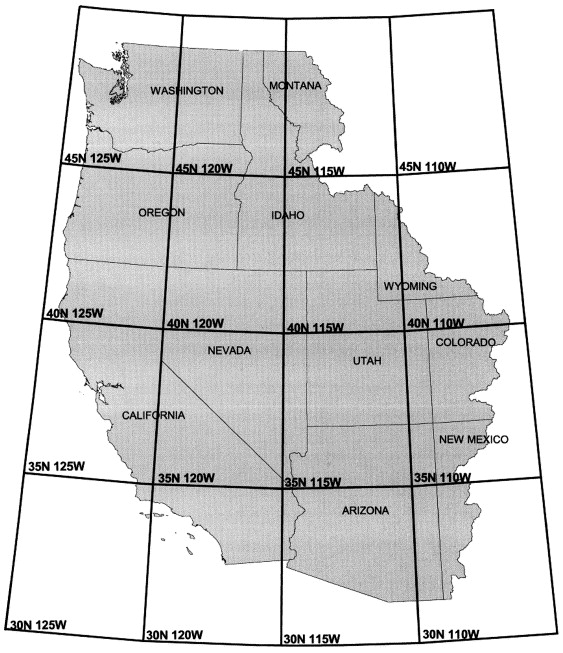 WASHINGTON
MONTANA
45N 125W
45N 120W
45N 115W
45N 110W
OREGON
IDAHO
WYOMING
40N 125W
40N 120W
40N 115W
40N 110W
COLORADO
NEVADA
UTAH
CALIFORNIA
NEW MEXICO
35N 125W
35N 120W
35N 115W
35N 110W
ARIZONA
30N 125W
30N 120W
30N 115W
30N 110W